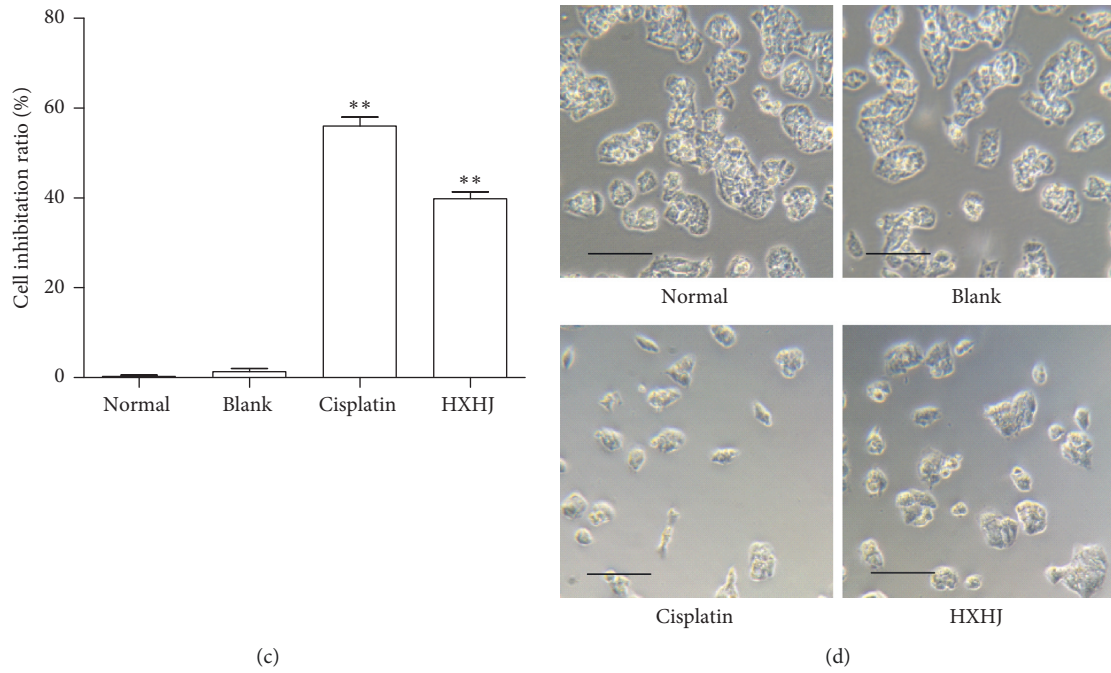 80
60
40
20
0
Cell inhibitation ratio (%)
**
**
Normal
Blank
Cisplatin
HXHJ
(c)
Normal
Blank
Cisplatin
HXHJ
(d)